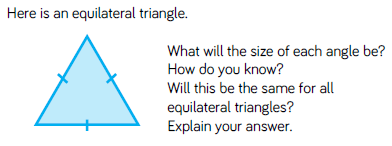 Here is an equilateral triangle.
What will the size of each angle be?
How do you know?
Will this be the same for all
equilateral triangles?
Explain your answer.